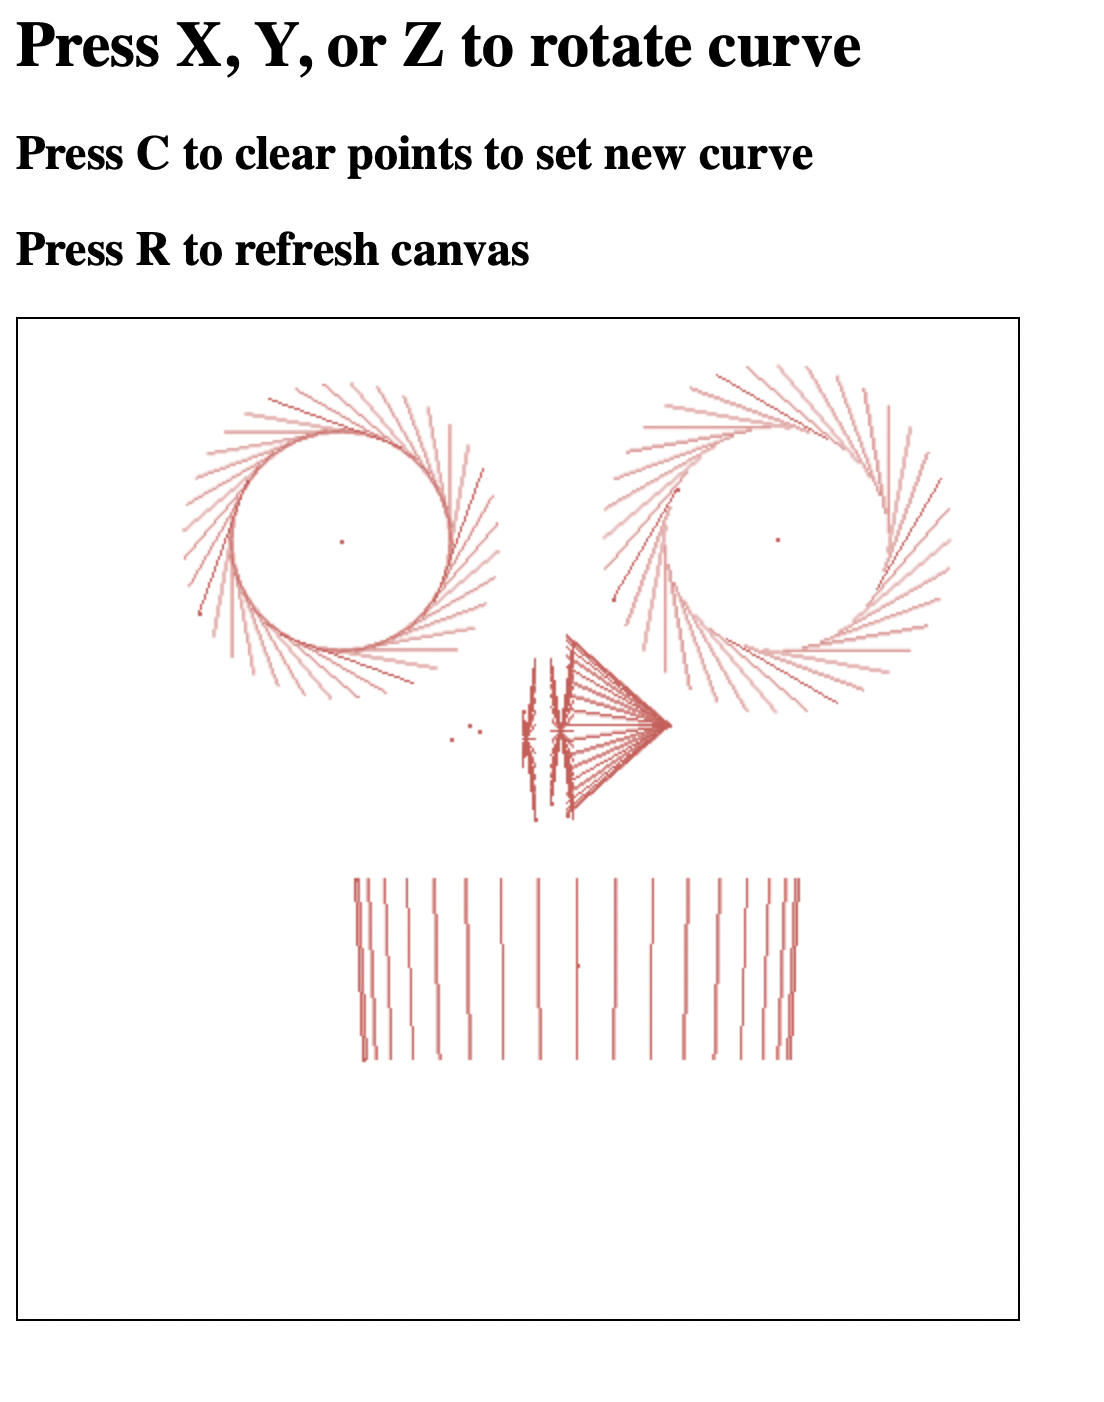 Press X, Y, or Z to rotate curve
Press C to clear points to set new curve
Press R to refresh canvas